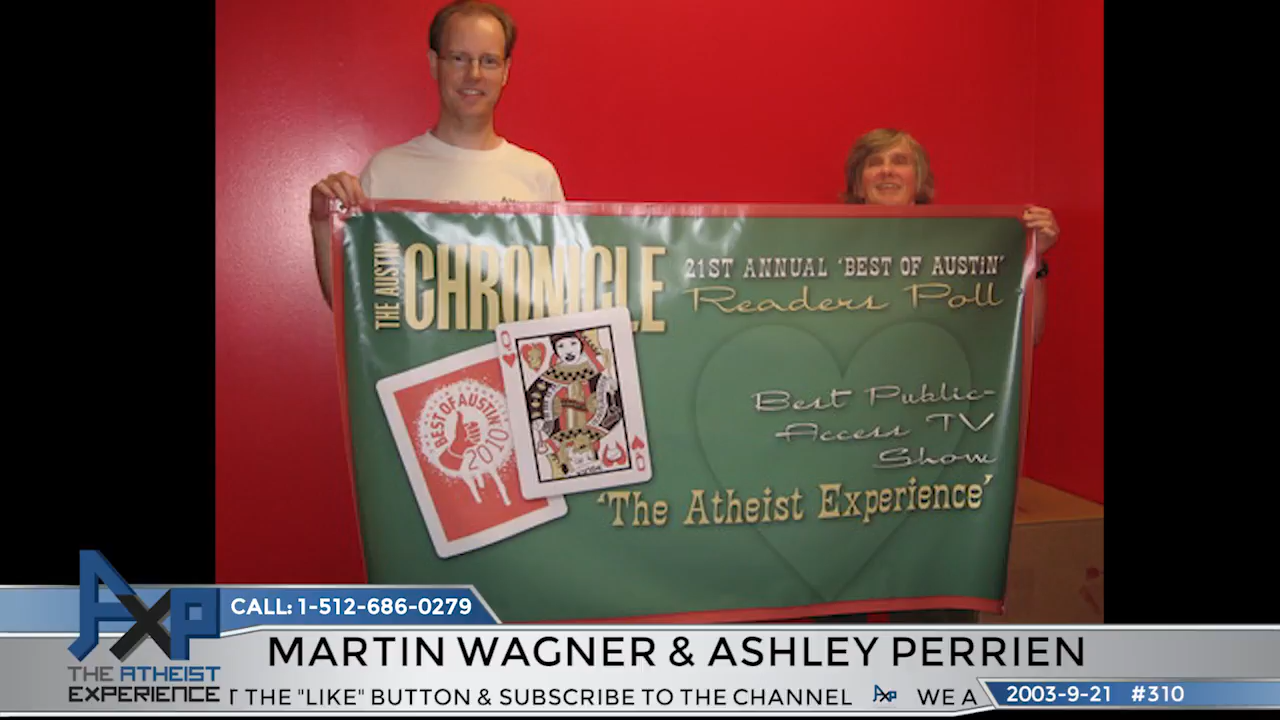 THE AUSTIN
CHRONICLE
21ST ANNUAL 'BEST OF AUSTIN'
Readers Poll
Q
BEST OF AUSTIN
2010
Q
Best Public-
Access TV
Show
'The Atheist Experience'
AXP
CALL: 1-512-686-0279
MARTIN WAGNER & ASHLEY PERRIEN
THE ATHEIST
EXPERIENCE
T THE "LIKE" BUTTON & SUBSCRIBE TO THE CHANNEL AXP WE A
2003-9-21 #310